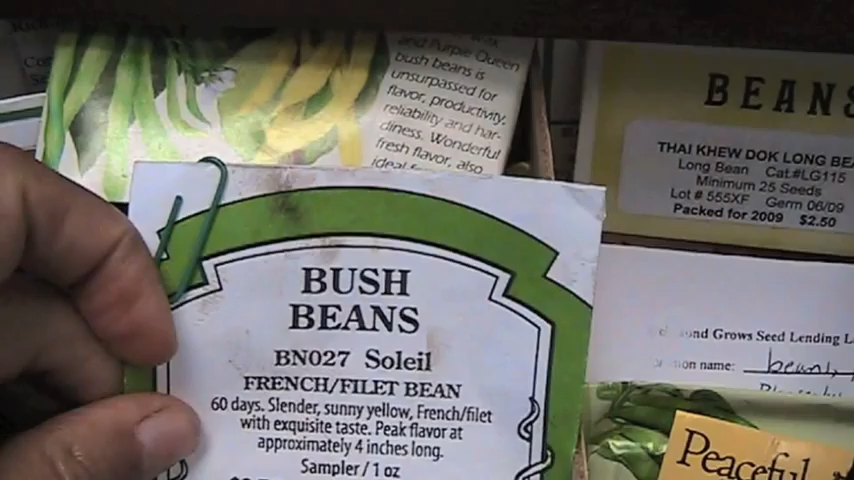 and Purple Queen
bush beans is
unsurpassed for
flavor, productivity,
reliability and har-
diness. Wonderful
fresh flavor, also
ideal
BEANS
THAI KHEW DOK LONG
Long Bean Cat.#LG115
Minimum 25 Seeds
Lot # 555XF Germ 06/09
Packed for 2009 $2.50
BUSH
BEANS
BN027 Soleil
FRENCH/FILET BEAN
60 days. Slender, sunny yellow, French/filet
with exquisite taste. Peak flavor at
approximately 4 inches long.
Sampler / 1 oz
Grows Seed Lending
name:
Peaceful